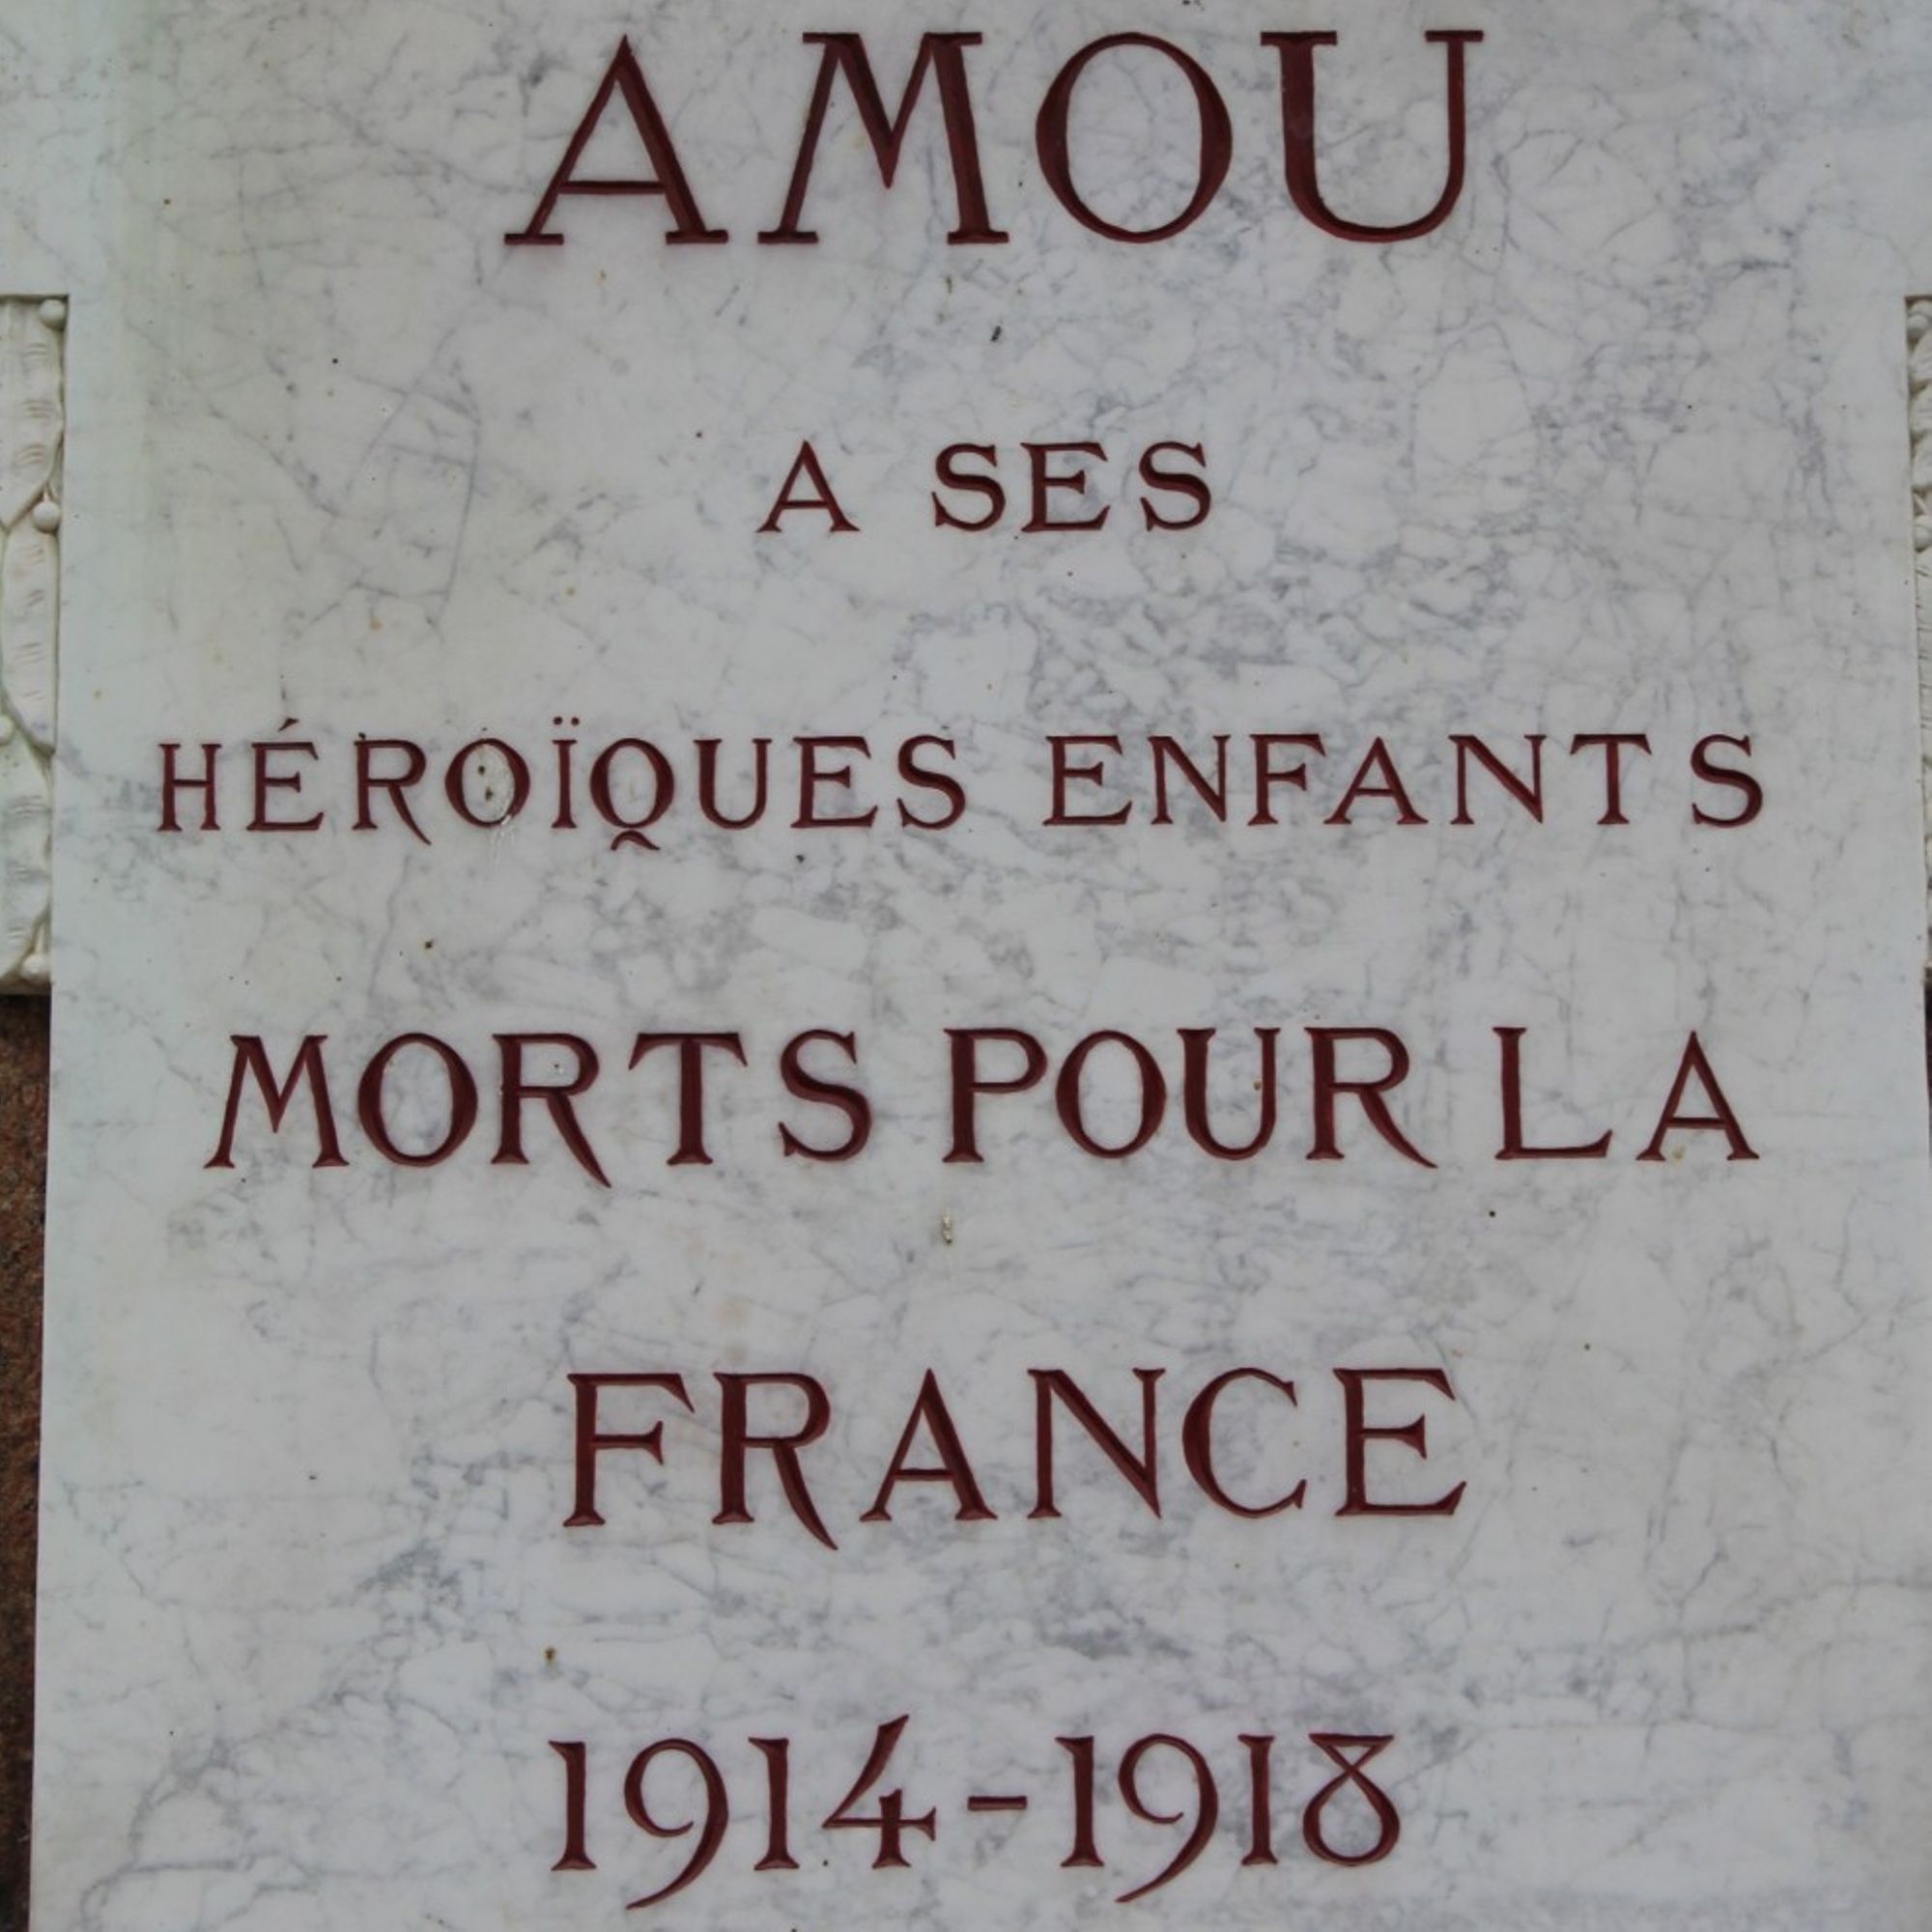 AMOU
A SES
HÉROÏQUES ENFANTS
MORTS POUR LA
FRANCE
1914-1918